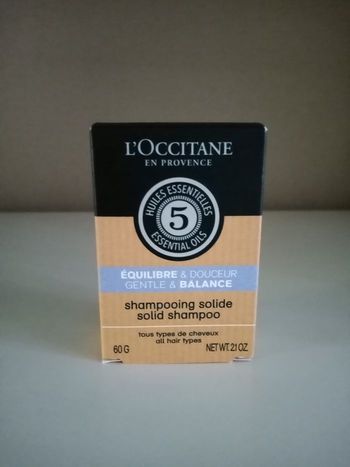 L'OCCITANE
EN PROVENCE
HUILES ESSENTIELLES
5
ESSENTIAL OILS
ÉQUILIBRE & DOUCEUR
GENTLE & BALANCE
shampooing solide
solid shampoo
tous types de cheveux
all hair types
60 G NET WT. 2.1 OZ.